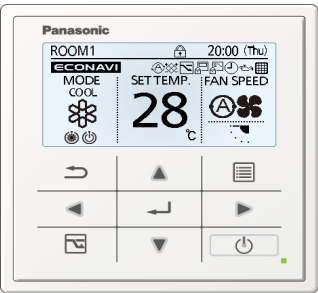 Panasonic
ROOM1 20:00 (Thu)
ECONAVI
MODE SET TEMP. FAN SPEED
COOL
28
°C
A